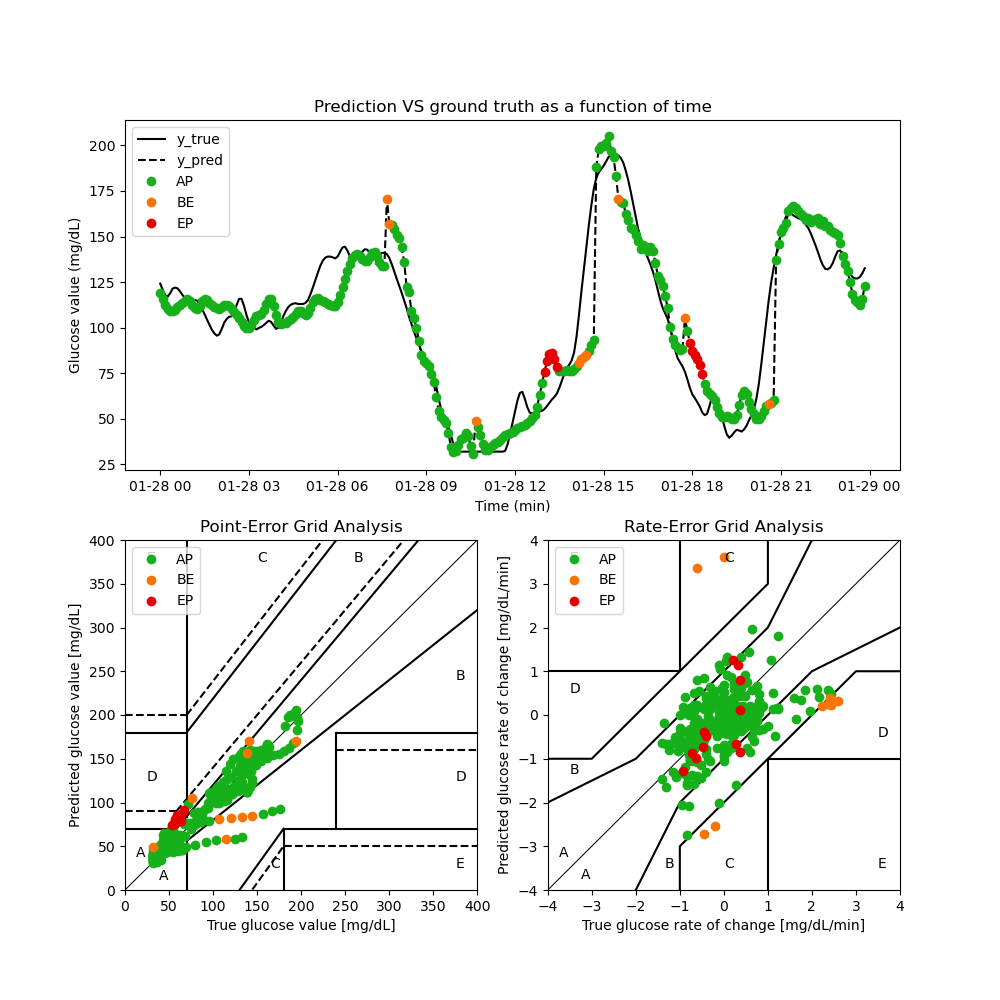 Prediction VS ground truth as a function of time
Glucose value (mg/dL)
200
175
150
125
100
75
50
25
y_true
y_pred
AP
BE
EP
01-28 00 01-28 03 01-28 06 01-28 09 01-28 12 01-28 15 01-28 18 01-28 21 01-29 00
Time (min)
Point-Error Grid Analysis
Predicted glucose value [mg/dL]
400
350
300
250
200
150
100
50
0
AP
BE
EP
C
B
B
D
D
A
A
C
E
0 50 100 150 200 250 300 350 400
True glucose value [mg/dL]
Rate-Error Grid Analysis
Predicted glucose rate of change [mg/dL/min]
4
3
2
1
0
−1
−2
−3
−4
AP
BE
EP
C
D
D
B
A
A
B
C
E
−4 −3 −2 −1 0 1 2 3 4
True glucose rate of change [mg/dL/min]